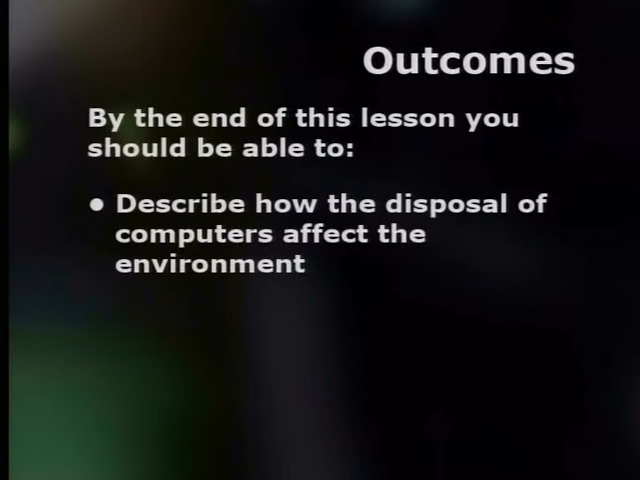 Outcomes
By the end of this lesson you
should be able to:
● Describe how the disposal of
computers affect the
environment